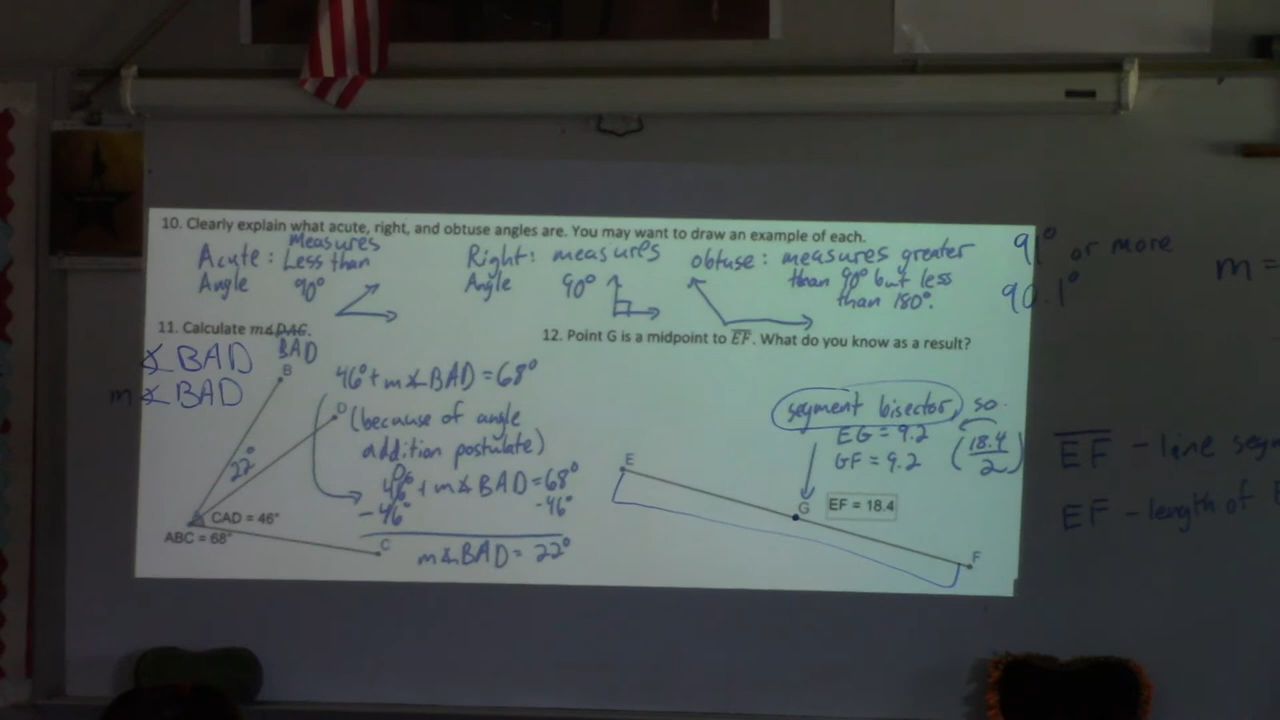 10. Clearly explain what acute, right, and obtuse angles are. You may want to draw an example of each.
Acute : Measures
Less than
Angle 90°
Right: measures
Angle 90°
obtuse : measures greater
than 90° but less
than 180°.
91° or more
90.1°
m =
11. Calculate m∡DAC.
BAD
∡BAD
m∡BAD
B
D
22°
CAD = 46°
ABC = 68°
C
46° + m∡BAD = 68°
(because of angle
addition postulate)
46° + m∡BAD = 68°
-46° -46°
m∡BAD = 22°
12. Point G is a midpoint to EF. What do you know as a result?
segment bisector, so
EG = 9.2
GF = 9.2 (18.4/2)
E
G
EF = 18.4
F
EF - line seg
EF - length of